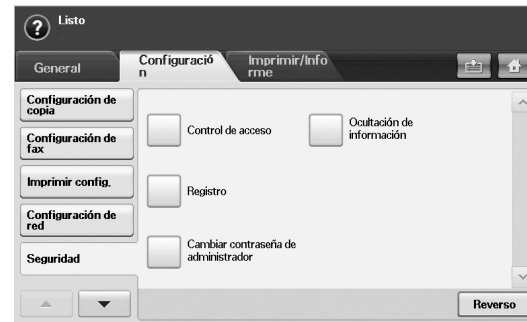 ? Listo
General
Configuració
n
Imprimir/Info
rme
Configuración de
copia
Configuración de
fax
Imprimir config.
Configuración de
red
Seguridad
Control de acceso
Ocultación de
información
Registro
Cambiar contraseña de
administrador
Reverso